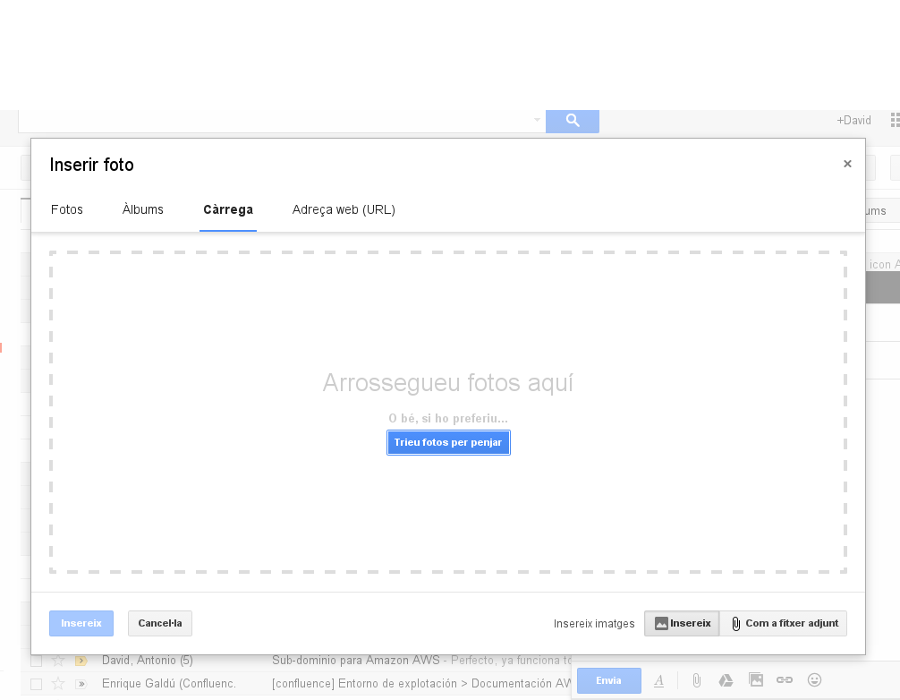 +David
Inserir foto
Fotos
Àlbums
Càrrega
Adreça web (URL)
Arrossegueu fotos aquí
O bé, si ho preferiu...
Trieu fotos per penjar
Insereix
Cancel·la
Insereix imatges
Insereix
Com a fitxer adjunt
ums
icon A
David, Antonio (5)
Sub-dominio para Amazon AWS - Perfecto, ya funciona to
Enrique Galdú (Confluenc.
[confluence] Entorno de explotación > Documentación AW
Envia